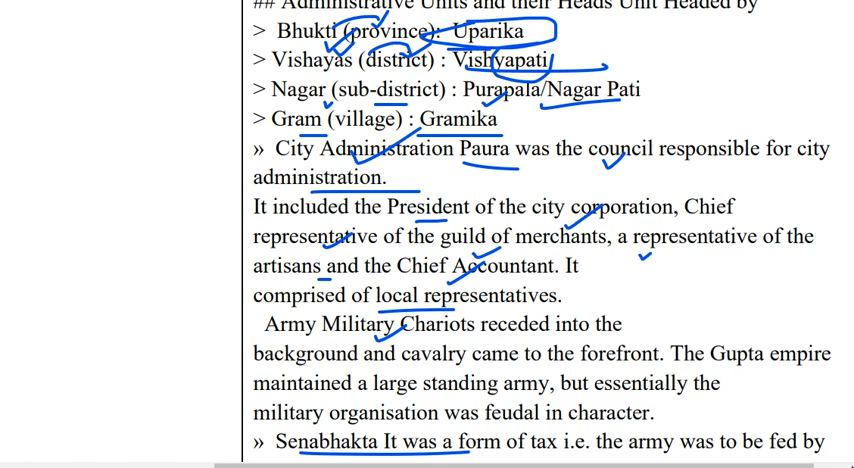 ## Administrative Units and their Heads Unit Headed by
> Bhukti (province): Uparika
> Vishayas (district) : Vishyapati
> Nagar (sub-district) : Purapala/Nagar Pati
> Gram (village) : Gramika
» City Administration Paura was the council responsible for city
administration.
It included the President of the city corporation, Chief
representative of the guild of merchants, a representative of the
artisans and the Chief Accountant. It
comprised of local representatives.
Army Military Chariots receded into the
background and cavalry came to the forefront. The Gupta empire
maintained a large standing army, but essentially the
military organisation was feudal in character.
» Senabhakta It was a form of tax i.e. the army was to be fed by